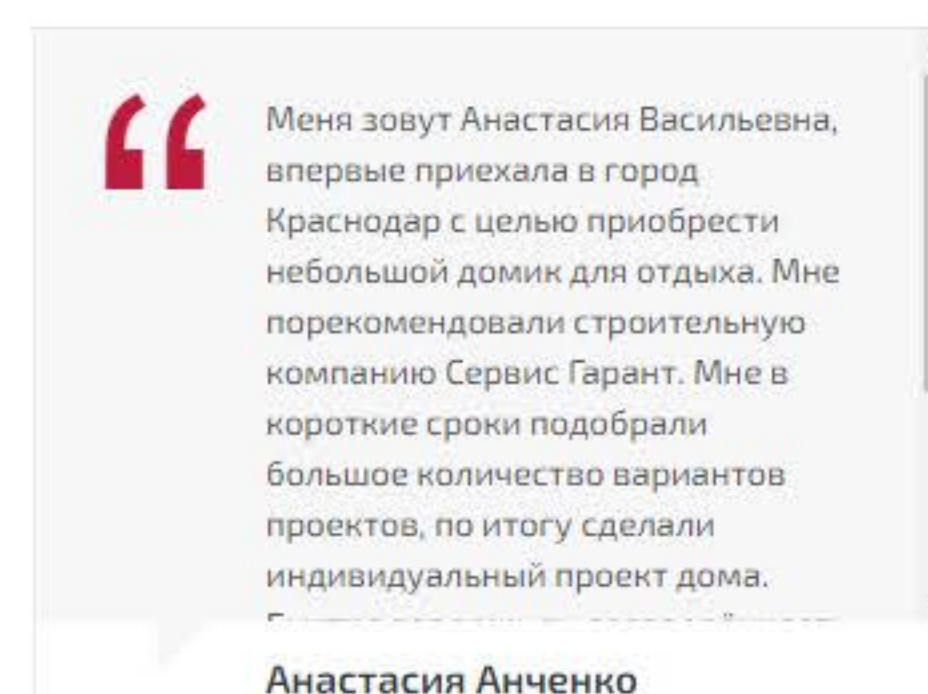 Меня зовут Анастасия Васильевна,
впервые приехала в город
Краснодар с целью приобрести
небольшой домик для отдыха. Мне
порекомендовали строительную
компанию Сервис Гарант. Мне в
короткие сроки подобрали
большое количество вариантов
проектов, по итогу сделали
индивидуальный проект дома.
Анастасия Анченко